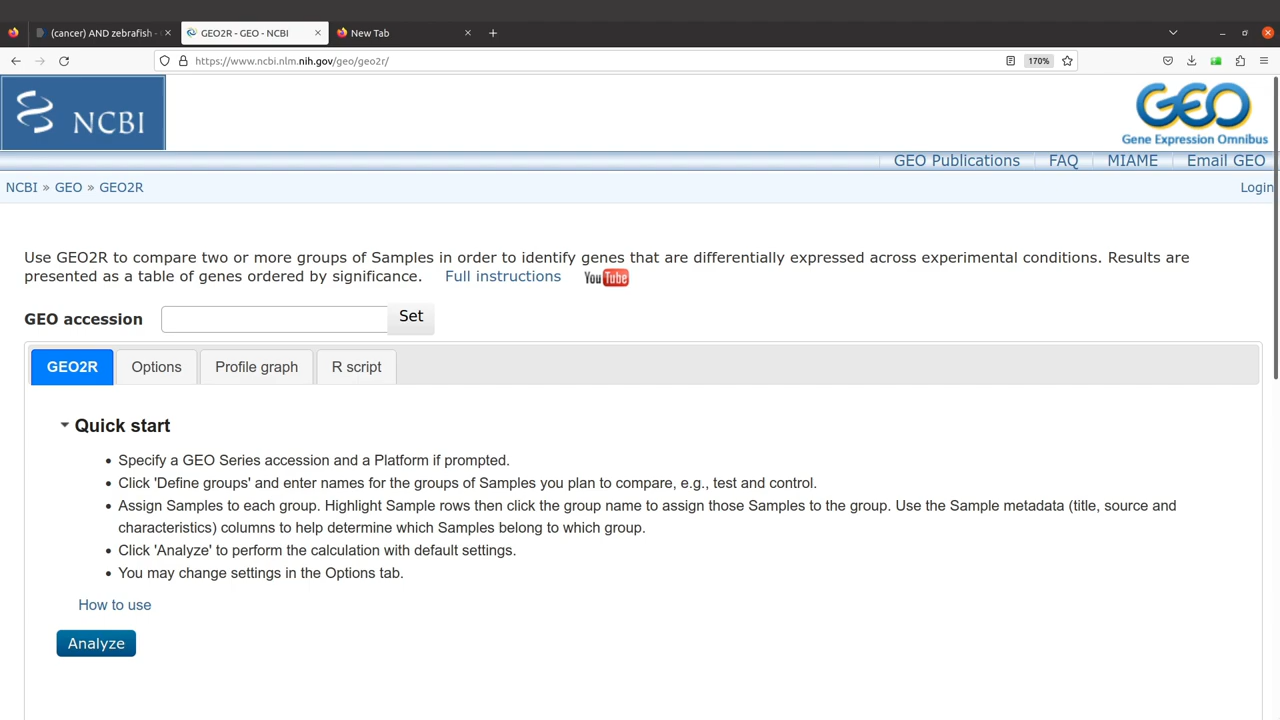 (cancer) AND zebrafish -
GEO2R - GEO - NCBI
New Tab
https://www.ncbi.nlm.nih.gov/geo/geo2r/
170%
NCBI
GEO
Gene Expression Omnibus
GEO Publications
FAQ
MIAME
Email GEO
NCBI » GEO » GEO2R
Login
Use GEO2R to compare two or more groups of Samples in order to identify genes that are differentially expressed across experimental conditions. Results are
presented as a table of genes ordered by significance. Full instructions YouTube
GEO accession
Set
GEO2R
Options
Profile graph
R script
Quick start
• Specify a GEO Series accession and a Platform if prompted.
• Click 'Define groups' and enter names for the groups of Samples you plan to compare, e.g., test and control.
• Assign Samples to each group. Highlight Sample rows then click the group name to assign those Samples to the group. Use the Sample metadata (title, source and
characteristics) columns to help determine which Samples belong to which group.
• Click 'Analyze' to perform the calculation with default settings.
• You may change settings in the Options tab.
How to use
Analyze